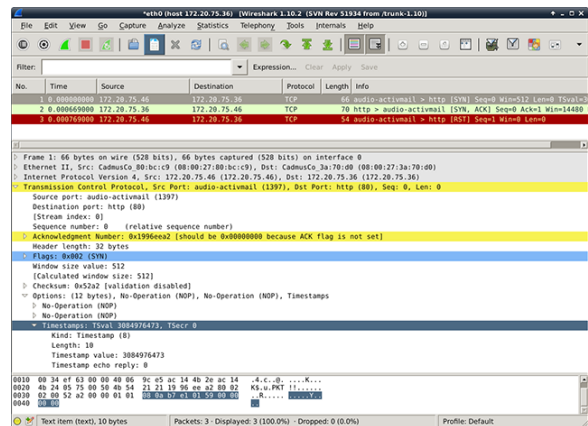 *eth0 (host 172.20.75.36) [Wireshark 1.10.2 (SVN Rev 51934 from /trunk-1.10)]
File Edit View Go Capture Analyze Statistics Telephony Tools Internals Help
Filter: Expression... Clear Apply Save
No. Time Source Destination Protocol Length Info
1 0.000000000 172.20.75.46 172.20.75.36 TCP 66 audio-activmail > http [SYN] Seq=0 Win=512 Len=0 TSval=3
2 0.000669000 172.20.75.36 172.20.75.46 TCP 70 http > audio-activmail [SYN, ACK] Seq=0 Ack=1 Win=14480
3 0.000769000 172.20.75.46 172.20.75.36 TCP 54 audio-activmail > http [RST] Seq=1 Win=0 Len=0
Frame 1: 66 bytes on wire (528 bits), 66 bytes captured (528 bits) on interface 0
Ethernet II, Src: CadmusCo_80:bc:c9 (08:00:27:80:bc:c9), Dst: CadmusCo_3a:70:d0 (08:00:27:3a:70:d0)
Internet Protocol Version 4, Src: 172.20.75.46 (172.20.75.46), Dst: 172.20.75.36 (172.20.75.36)
Transmission Control Protocol, Src Port: audio-activmail (1397), Dst Port: http (80), Seq: 0, Len: 0
Source port: audio-activmail (1397)
Destination port: http (80)
[Stream index: 0]
Sequence number: 0 (relative sequence number)
Acknowledgment Number: 0x1996eea2 [should be 0x00000000 because ACK flag is not set]
Header length: 32 bytes
Flags: 0x002 (SYN)
Window size value: 512
[Calculated window size: 512]
Checksum: 0x52a2 [validation disabled]
Options: (12 bytes), No-Operation (NOP), No-Operation (NOP), Timestamps
No-Operation (NOP)
No-Operation (NOP)
Timestamps: TSval 3084976473, TSecr 0
Kind: Timestamp (8)
Length: 10
Timestamp value: 3084976473
Timestamp echo reply: 0
0010 00 34 ef 63 00 00 40 06 9c e5 ac 14 4b 2e ac 14 .4.c..@. ....K...
0020 4b 24 05 75 00 50 4b 54 21 21 19 96 ee a2 80 02 K$.u.PKT !!......
0030 02 00 52 a2 00 00 01 01 08 0a b7 e1 01 59 00 00 ..R..... .....Y..
0040 00 00 ..
Text item (text), 10 bytes Packets: 3 · Displayed: 3 (100.0%) · Dropped: 0 (0.0%) Profile: Default